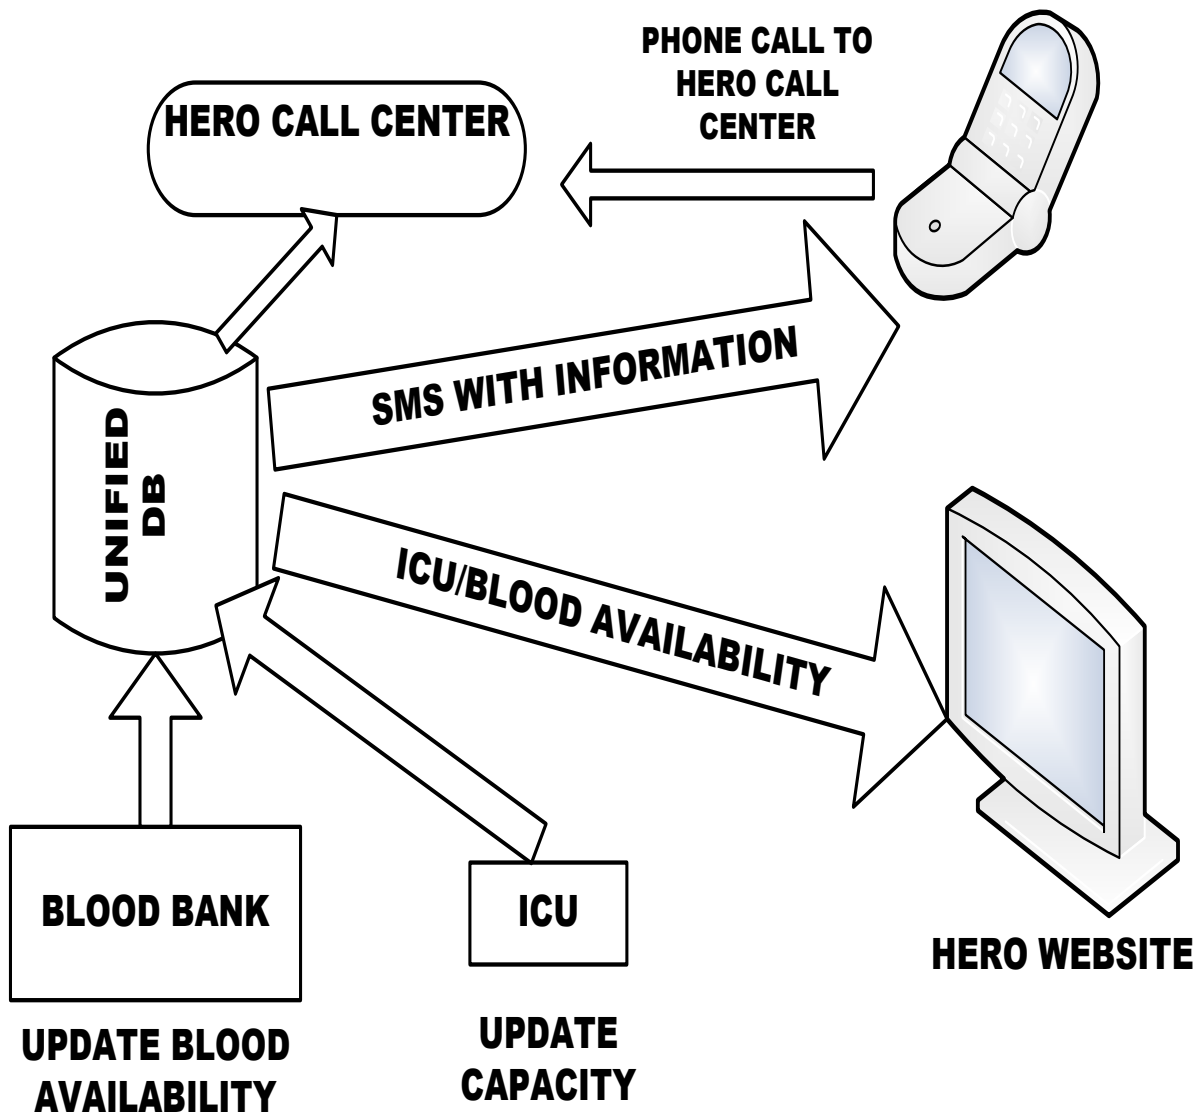 PHONE CALL TO
HERO CALL
CENTER
HERO CALL CENTER
SMS WITH INFORMATION
UNIFIED
DB
ICU/BLOOD AVAILABILITY
BLOOD BANK
ICU
HERO WEBSITE
UPDATE BLOOD
AVAILABILITY
UPDATE
CAPACITY